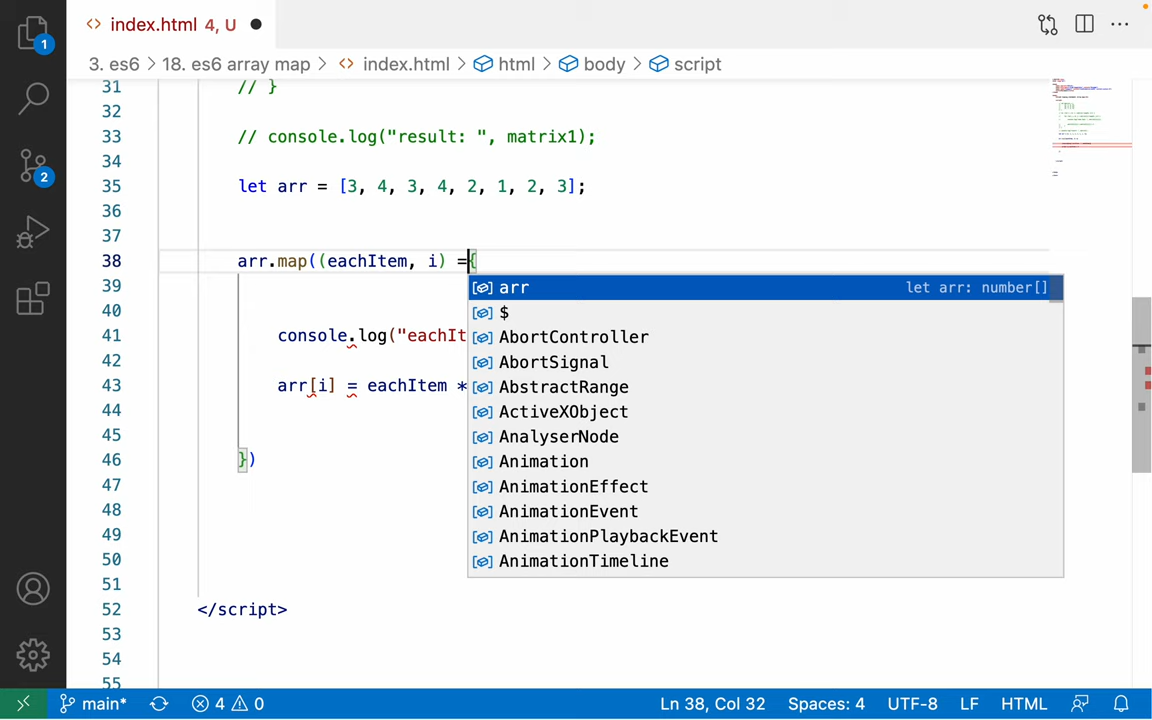 index.html 4, U
3. es6 > 18. es6 array map > index.html > html > body > script
31 // }
32
33 // console.log("result: ", matrix1);
34
35 let arr = [3, 4, 3, 4, 2, 1, 2, 3];
36
37
38 arr.map((eachItem, i) ={
39
40
41 console.log("eachIt
42
43 arr[i] = eachItem *
44
45
46 })
47
48
49
50
51
52 </script>
53
54
55
arr let arr: number[]
$
AbortController
AbortSignal
AbstractRange
ActiveXObject
AnalyserNode
Animation
AnimationEffect
AnimationEvent
AnimationPlaybackEvent
AnimationTimeline
1
2
main* 4 0 Ln 38, Col 32 Spaces: 4 UTF-8 LF HTML